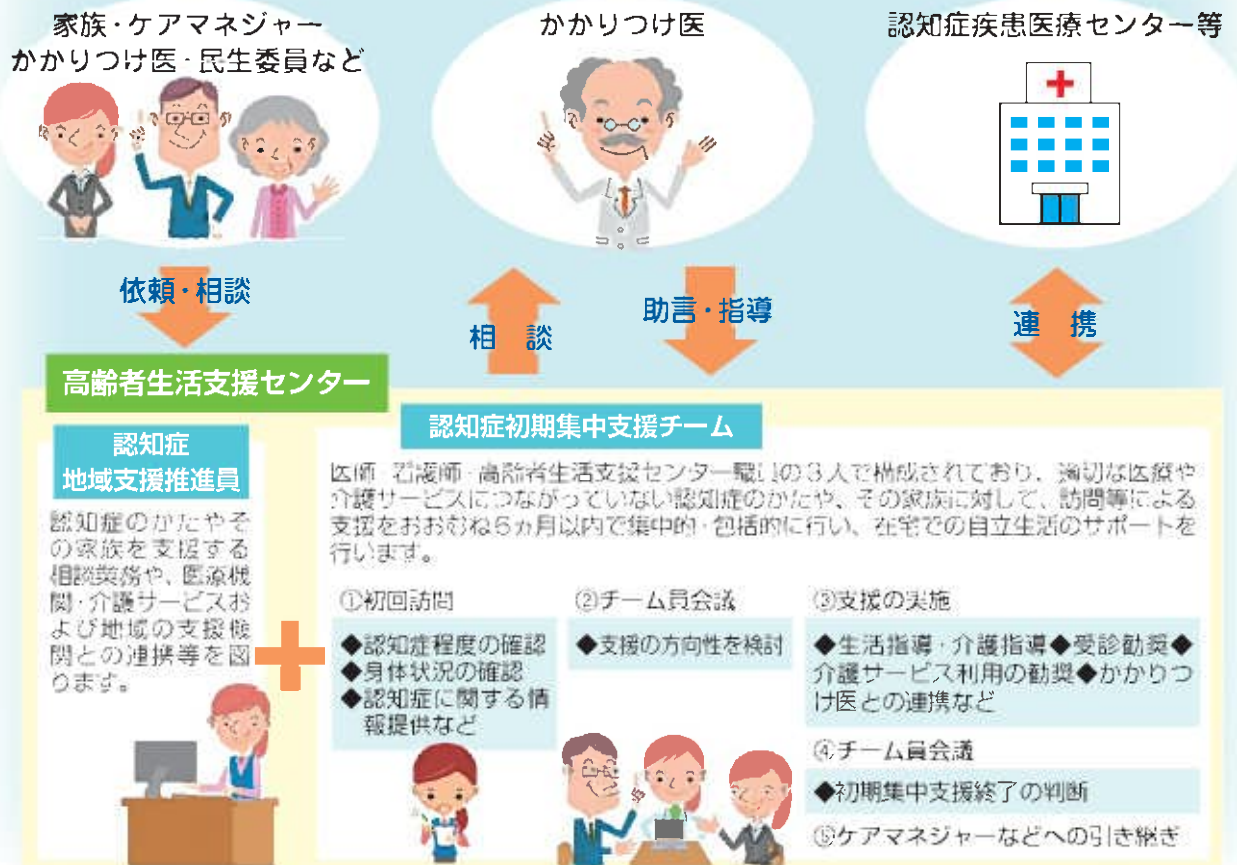 家族・ケアマネジャー
かかりつけ医・民生委員など
かかりつけ医
認知症疾患医療センター等
依頼・相談
相談
助言・指導
連携
高齢者生活支援センター
認知症
地域支援推進員
認知症のかたやそ
の家族を支援する
相談業務や、医療機
関・介護サービスお
よび地域の支援機
関との連携等を図
ります。
認知症初期集中支援チーム
医師・看護師・高齢者生活支援センター職員の3人で構成されており、適切な医療や
介護サービスにつながっていない認知症のかたや、その家族に対して、訪問等による
支援をおおむね6ヵ月以内で集中的・包括的に行い、在宅での自立生活のサポートを
行います。
①初回訪問
◆認知症程度の確認
◆身体状況の確認
◆認知症に関する情
報提供など
②チーム員会議
◆支援の方向性を検討
③支援の実施
◆生活指導・介護指導◆受診勧奨◆
介護サービス利用の勧奨◆かかりつ
け医との連携など
④チーム員会議
◆初期集中支援終了の判断
⑤ケアマネジャーなどへの引き継ぎ